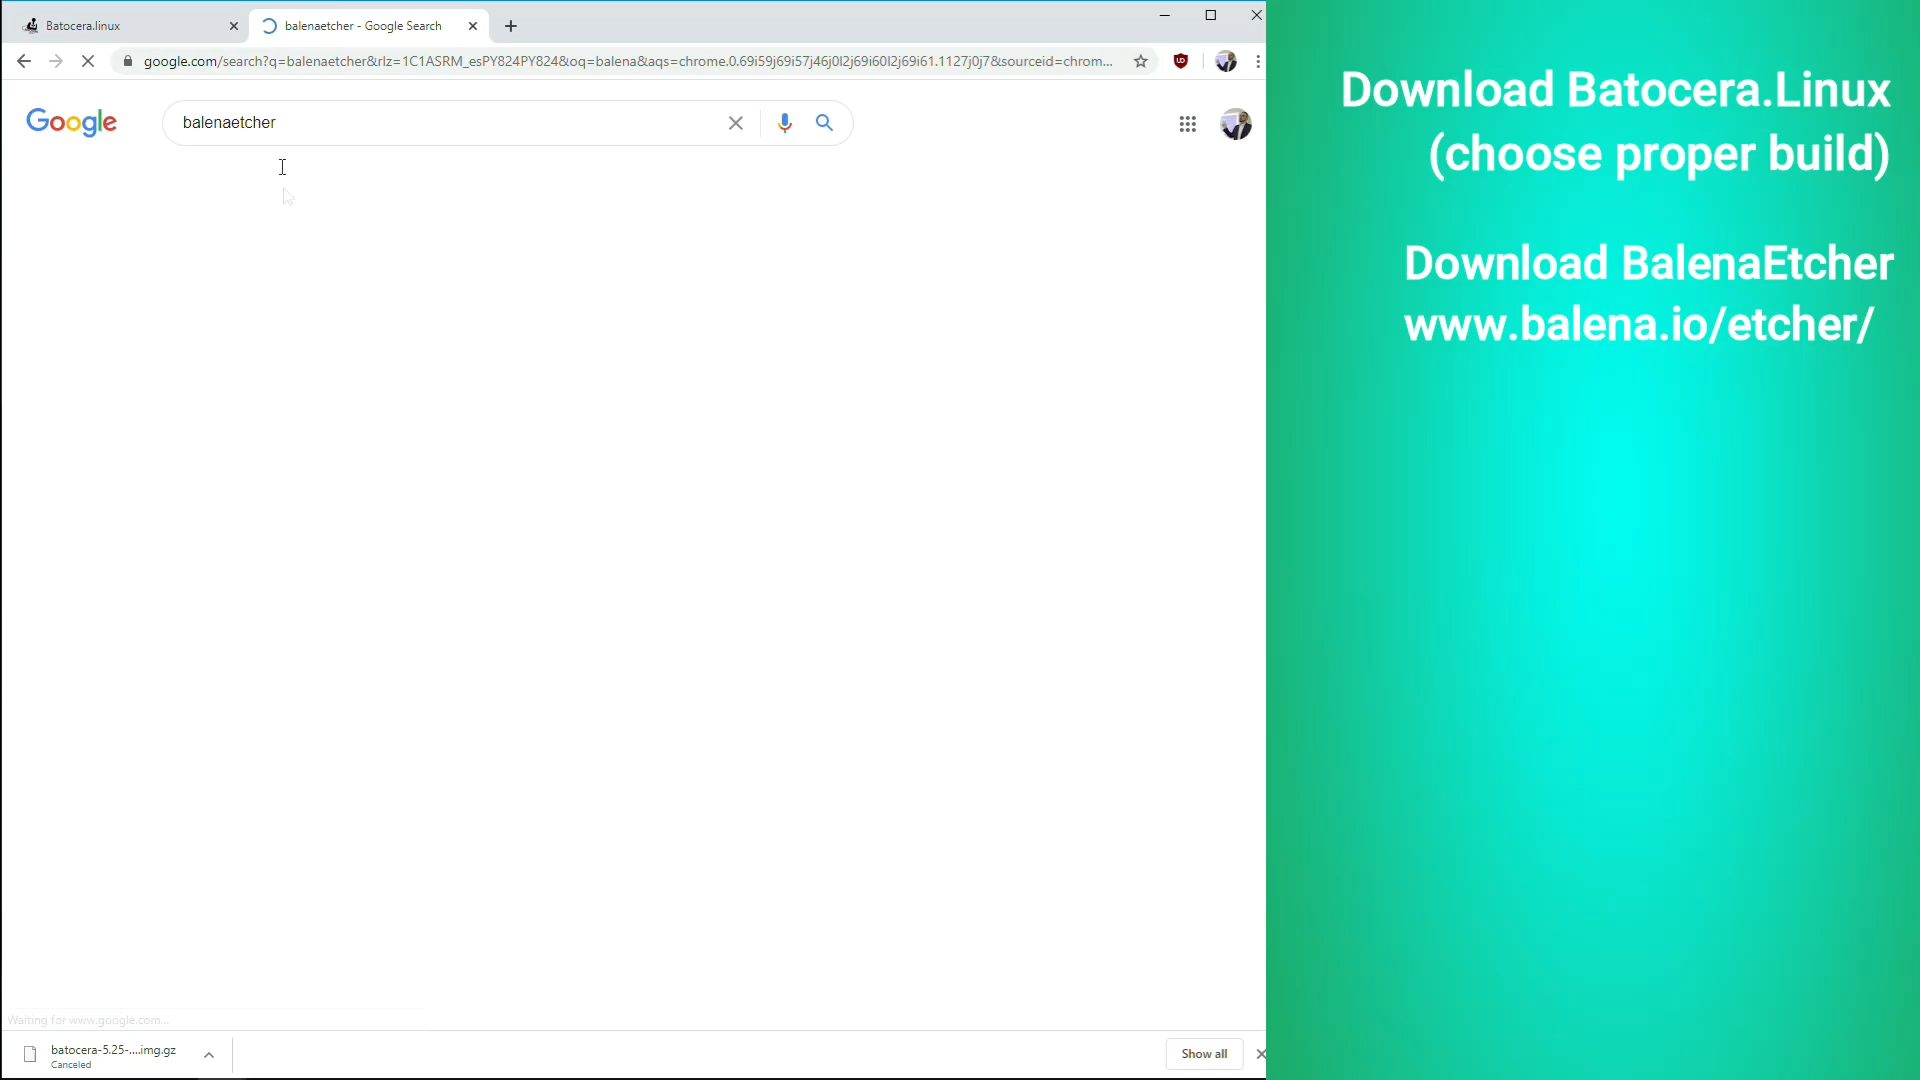 Batocera.linux
balenaetcher - Google Search
google.com/search?q=balenaetcher&rlz=1C1ASRM_esPY824PY824&oq=balena&aqs=chrome.0.69i59j69i57j46j0l2j69i60l2j69i61.1127j0j7&sourceid=chrom...
Google
balenaetcher
Download Batocera.Linux
(choose proper build)
Download BalenaEtcher
www.balena.io/etcher/
Waiting for www.google.com...
batocera-5.25-....img.gz
Canceled
Show all